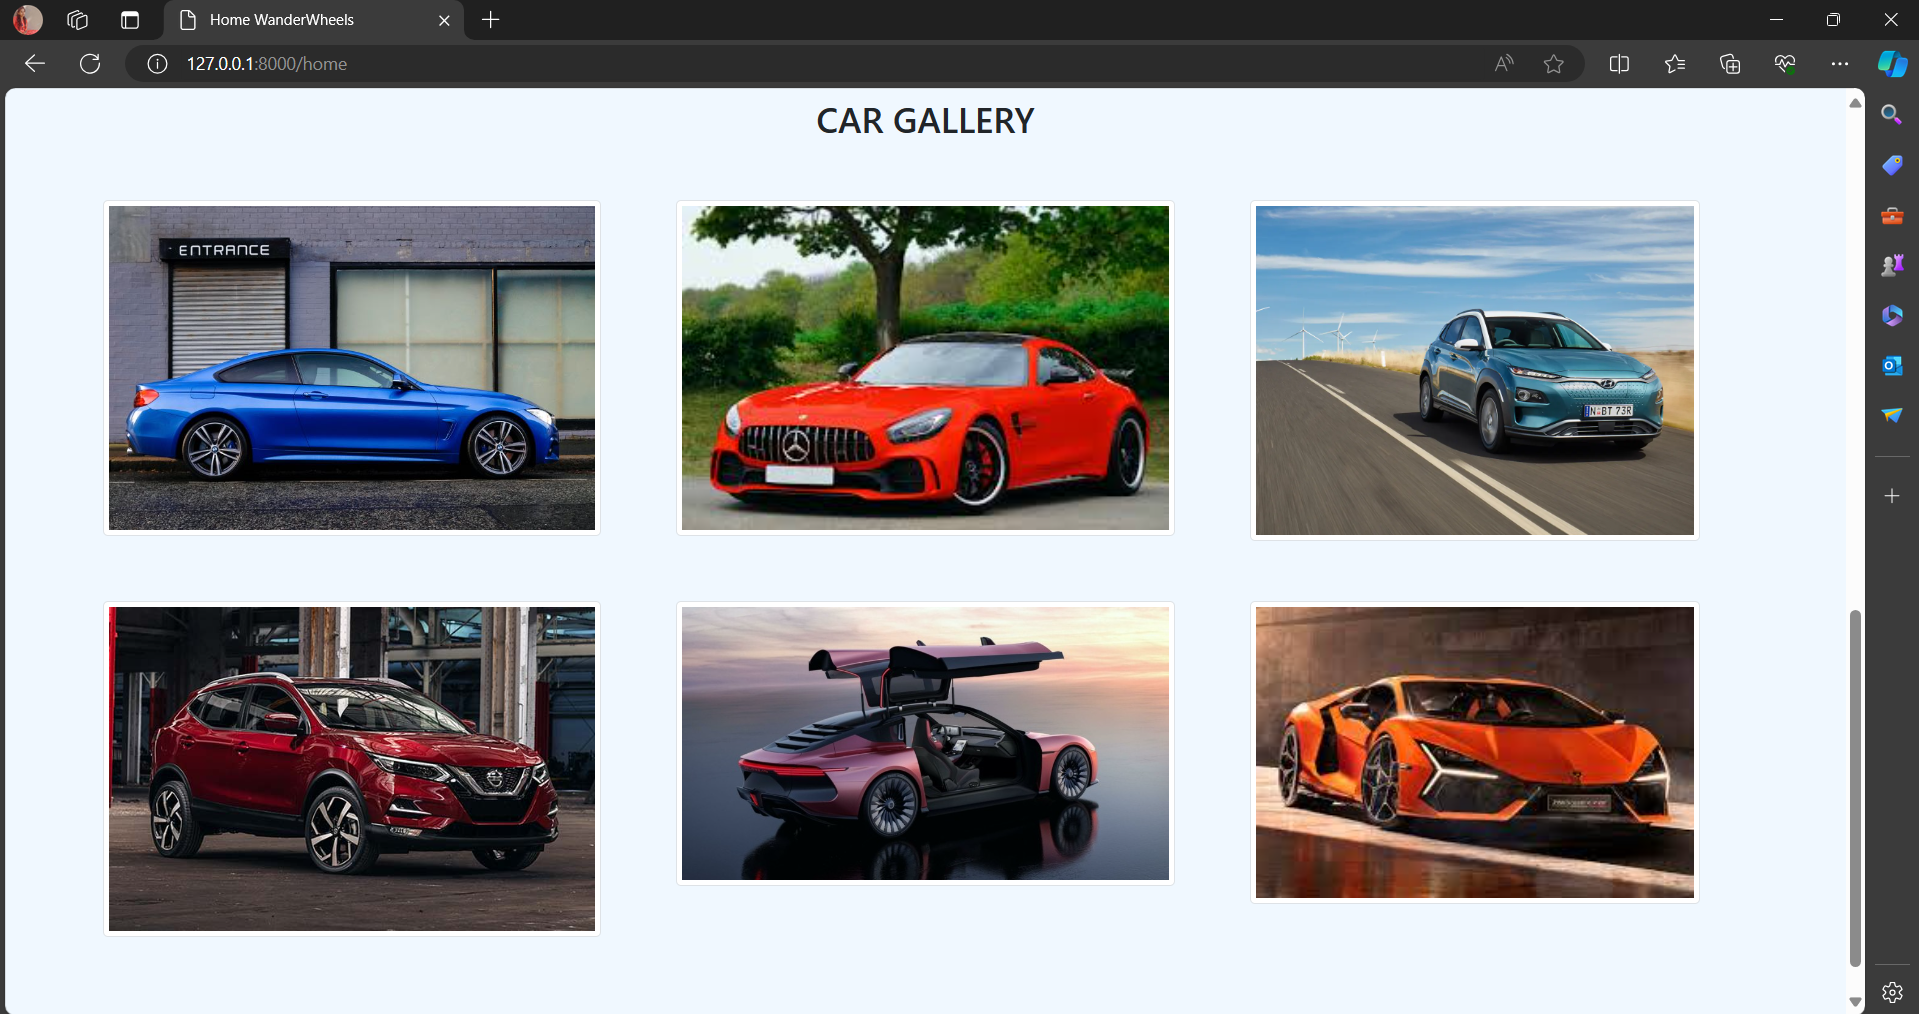 Home WanderWheels
127.0.0.1:8000/home
CAR GALLERY
ENTRANCE